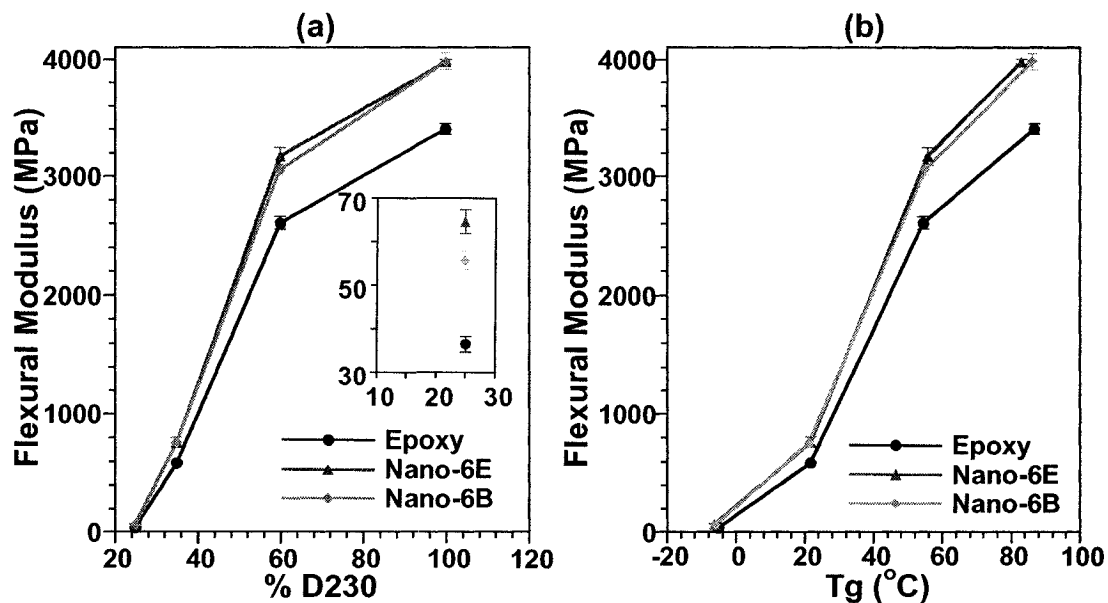 (a)
4000
3000
2000
1000
0
Flexural Modulus (MPa)
20 40 60 80 100 120
% D230
70
50
30
10 20 30
Epoxy
Nano-6E
Nano-6B
(b)
4000
3000
2000
1000
0
Flexural Modulus (MPa)
-20 0 20 40 60 80 100
Tg (°C)
Epoxy
Nano-6E
Nano-6B